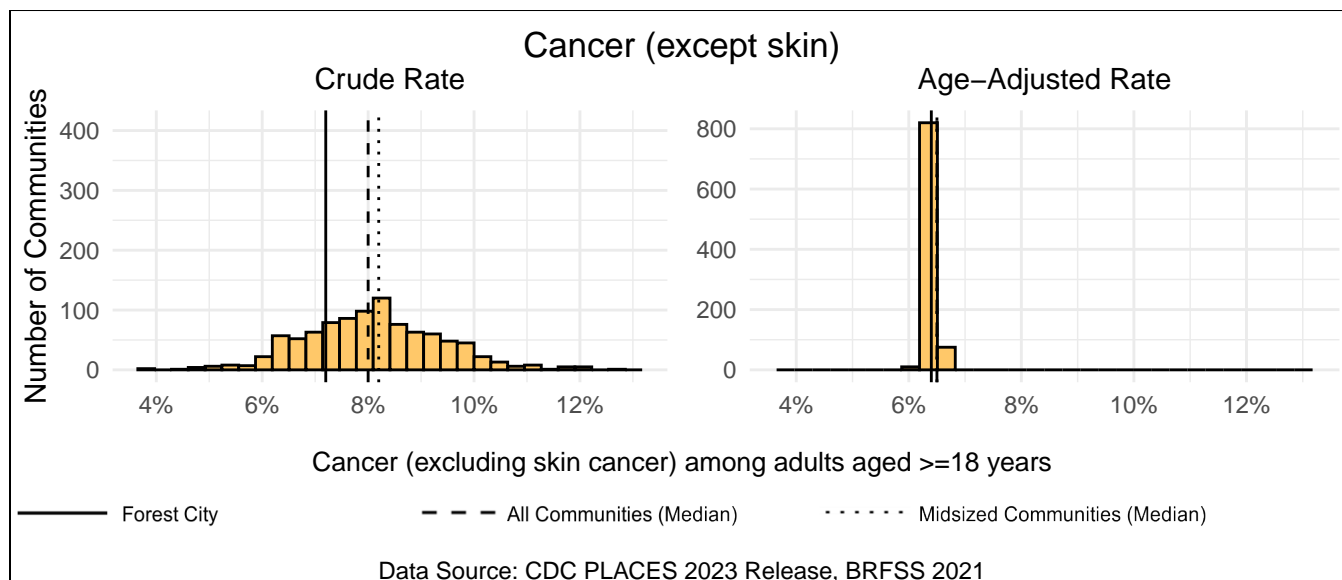 Cancer (except skin)
Crude Rate
Age−Adjusted Rate
Number of Communities
400
300
200
100
0
4%
6%
8%
10%
12%
800
600
400
200
0
4%
6%
8%
10%
12%
Cancer (excluding skin cancer) among adults aged >=18 years
Forest City
All Communities (Median)
Midsized Communities (Median)
Data Source: CDC PLACES 2023 Release, BRFSS 2021